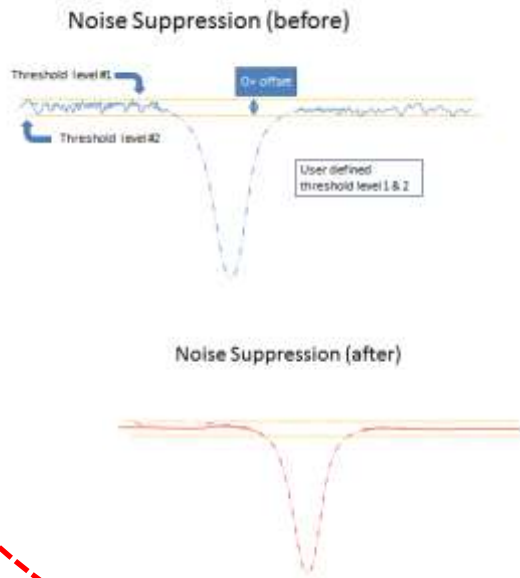 Noise Suppression (before)
Threshold level#1
0= offset
Threshold level#2
User defined
threshold level 1 & 2
Noise Suppression (after)